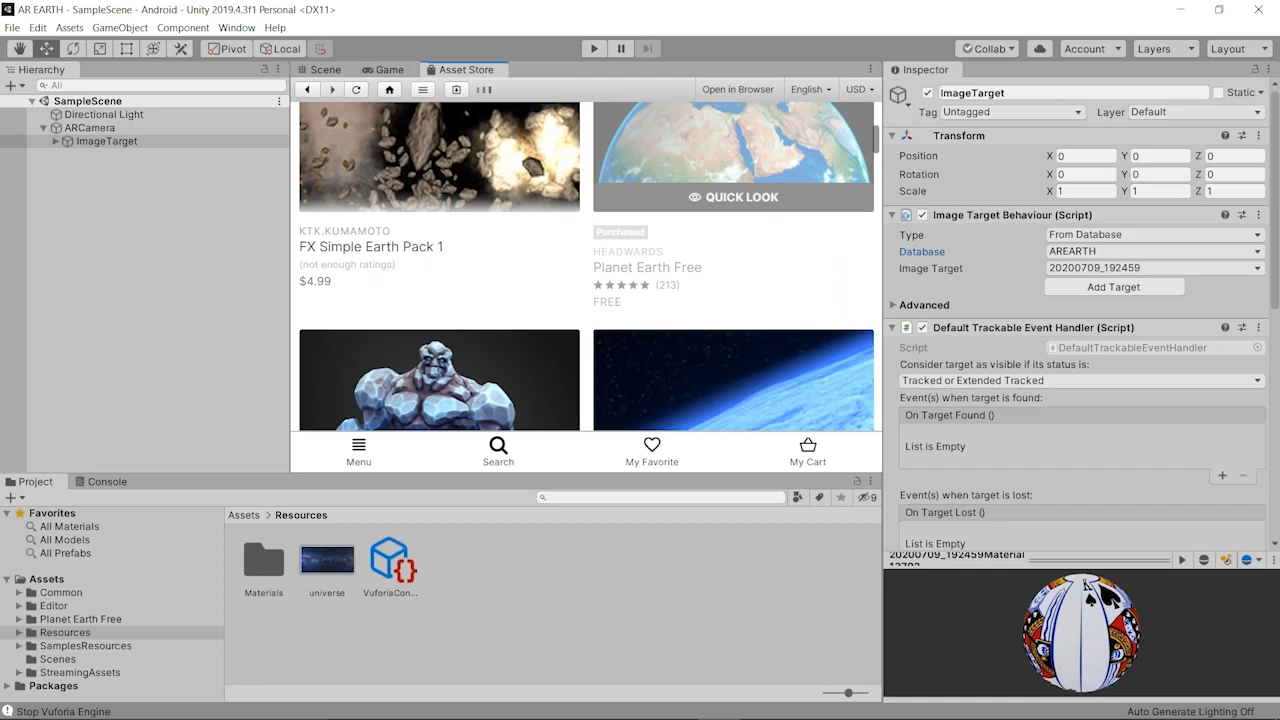 AR EARTH - SampleScene - Android - Unity 2019.4.3f1 Personal <DX11>
File Edit Assets GameObject Component Window Help
Pivot Local Collab Account Layers Layout
Hierarchy
All
SampleScene
Directional Light
ARCamera
ImageTarget
Scene Game Asset Store
Open in Browser English USD
QUICK LOOK
KTK.KUMAMOTO
FX Simple Earth Pack 1
(not enough ratings)
$4.99
Purchased
HEADWARDS
Planet Earth Free
(213)
FREE
Menu Search My Favorite My Cart
Inspector
ImageTarget Static
Tag Untagged Layer Default
Transform
Position X 0 Y 0 Z 0
Rotation X 0 Y 0 Z 0
Scale X 1 Y 1 Z 1
Image Target Behaviour (Script)
Type From Database
Database AREARTH
Image Target 20200709_192459
Add Target
Advanced
# Default Trackable Event Handler (Script)
Script DefaultTrackableEventHandler
Consider target as visible if its status is:
Tracked or Extended Tracked
Event(s) when target is found:
On Target Found ()
List is Empty
+ −
Event(s) when target is lost:
On Target Lost ()
List is Empty
20200709_192459Material
Project Console
9
Favorites
All Materials
All Models
All Prefabs
Assets
Common
Editor
Planet Earth Free
Resources
SamplesResources
Scenes
StreamingAssets
Packages
Assets > Resources
Materials universe VuforiaCon...
Stop Vuforia Engine
Auto Generate Lighting Off